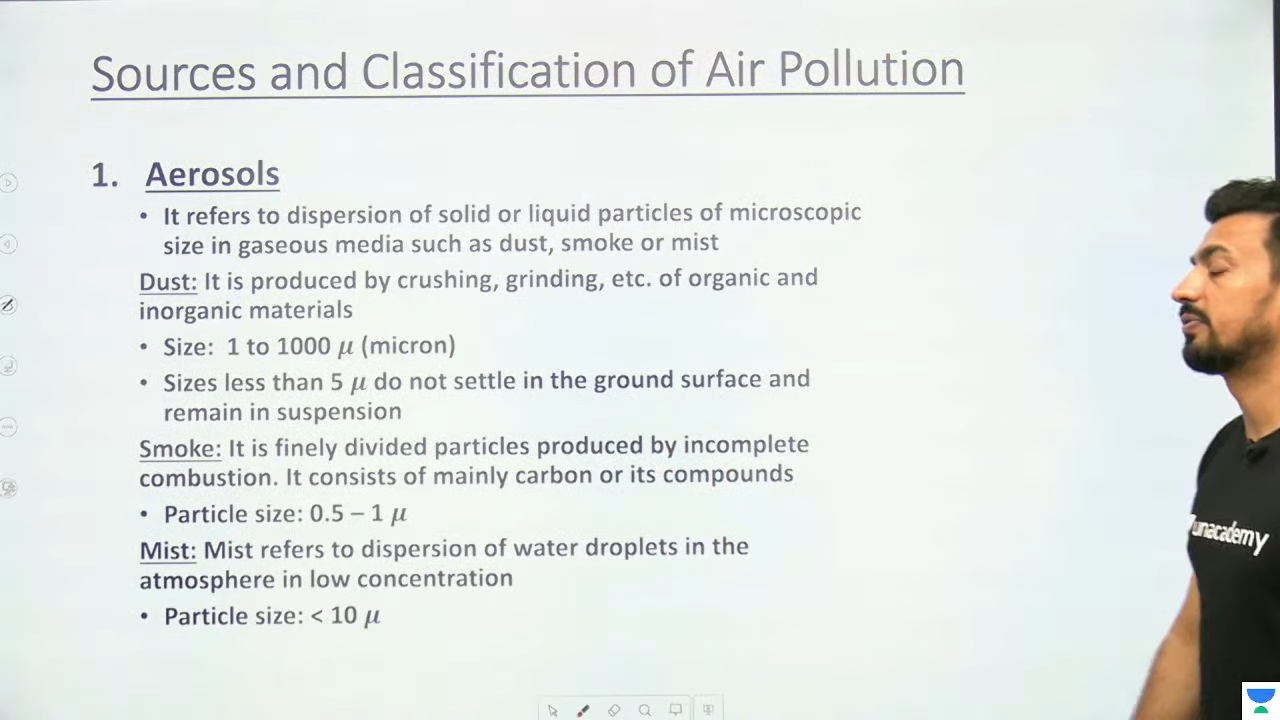 Sources and Classification of Air Pollution
1. Aerosols
• It refers to dispersion of solid or liquid particles of microscopic
size in gaseous media such as dust, smoke or mist
Dust: It is produced by crushing, grinding, etc. of organic and
inorganic materials
• Size: 1 to 1000 μ (micron)
• Sizes less than 5 μ do not settle in the ground surface and
remain in suspension
Smoke: It is finely divided particles produced by incomplete
combustion. It consists of mainly carbon or its compounds
• Particle size: 0.5 – 1 μ
Mist: Mist refers to dispersion of water droplets in the
atmosphere in low concentration
• Particle size: < 10 μ
unacademy